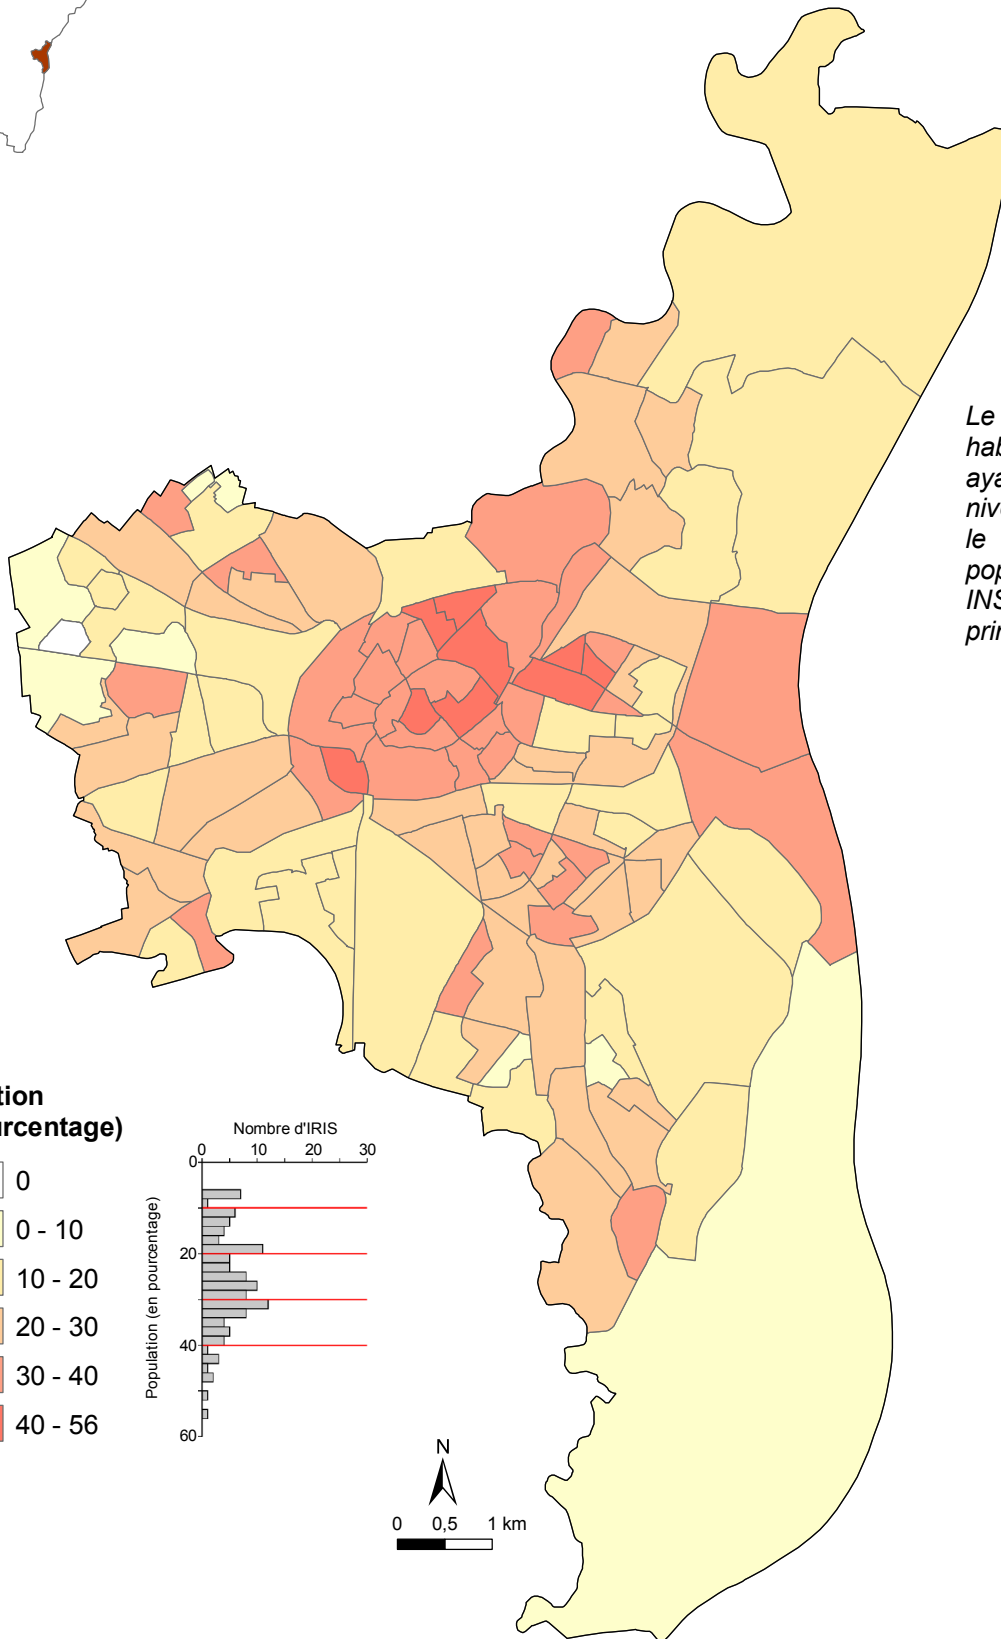 Le
hab
aya
nive
le
pop
INS
prin
tion
urcentage)
0
0 - 10
10 - 20
20 - 30
30 - 40
40 - 56
Nombre d'IRIS
0 10 20 30
0
20
40
60
Population (en pourcentage)
N
0 0,5 1 km